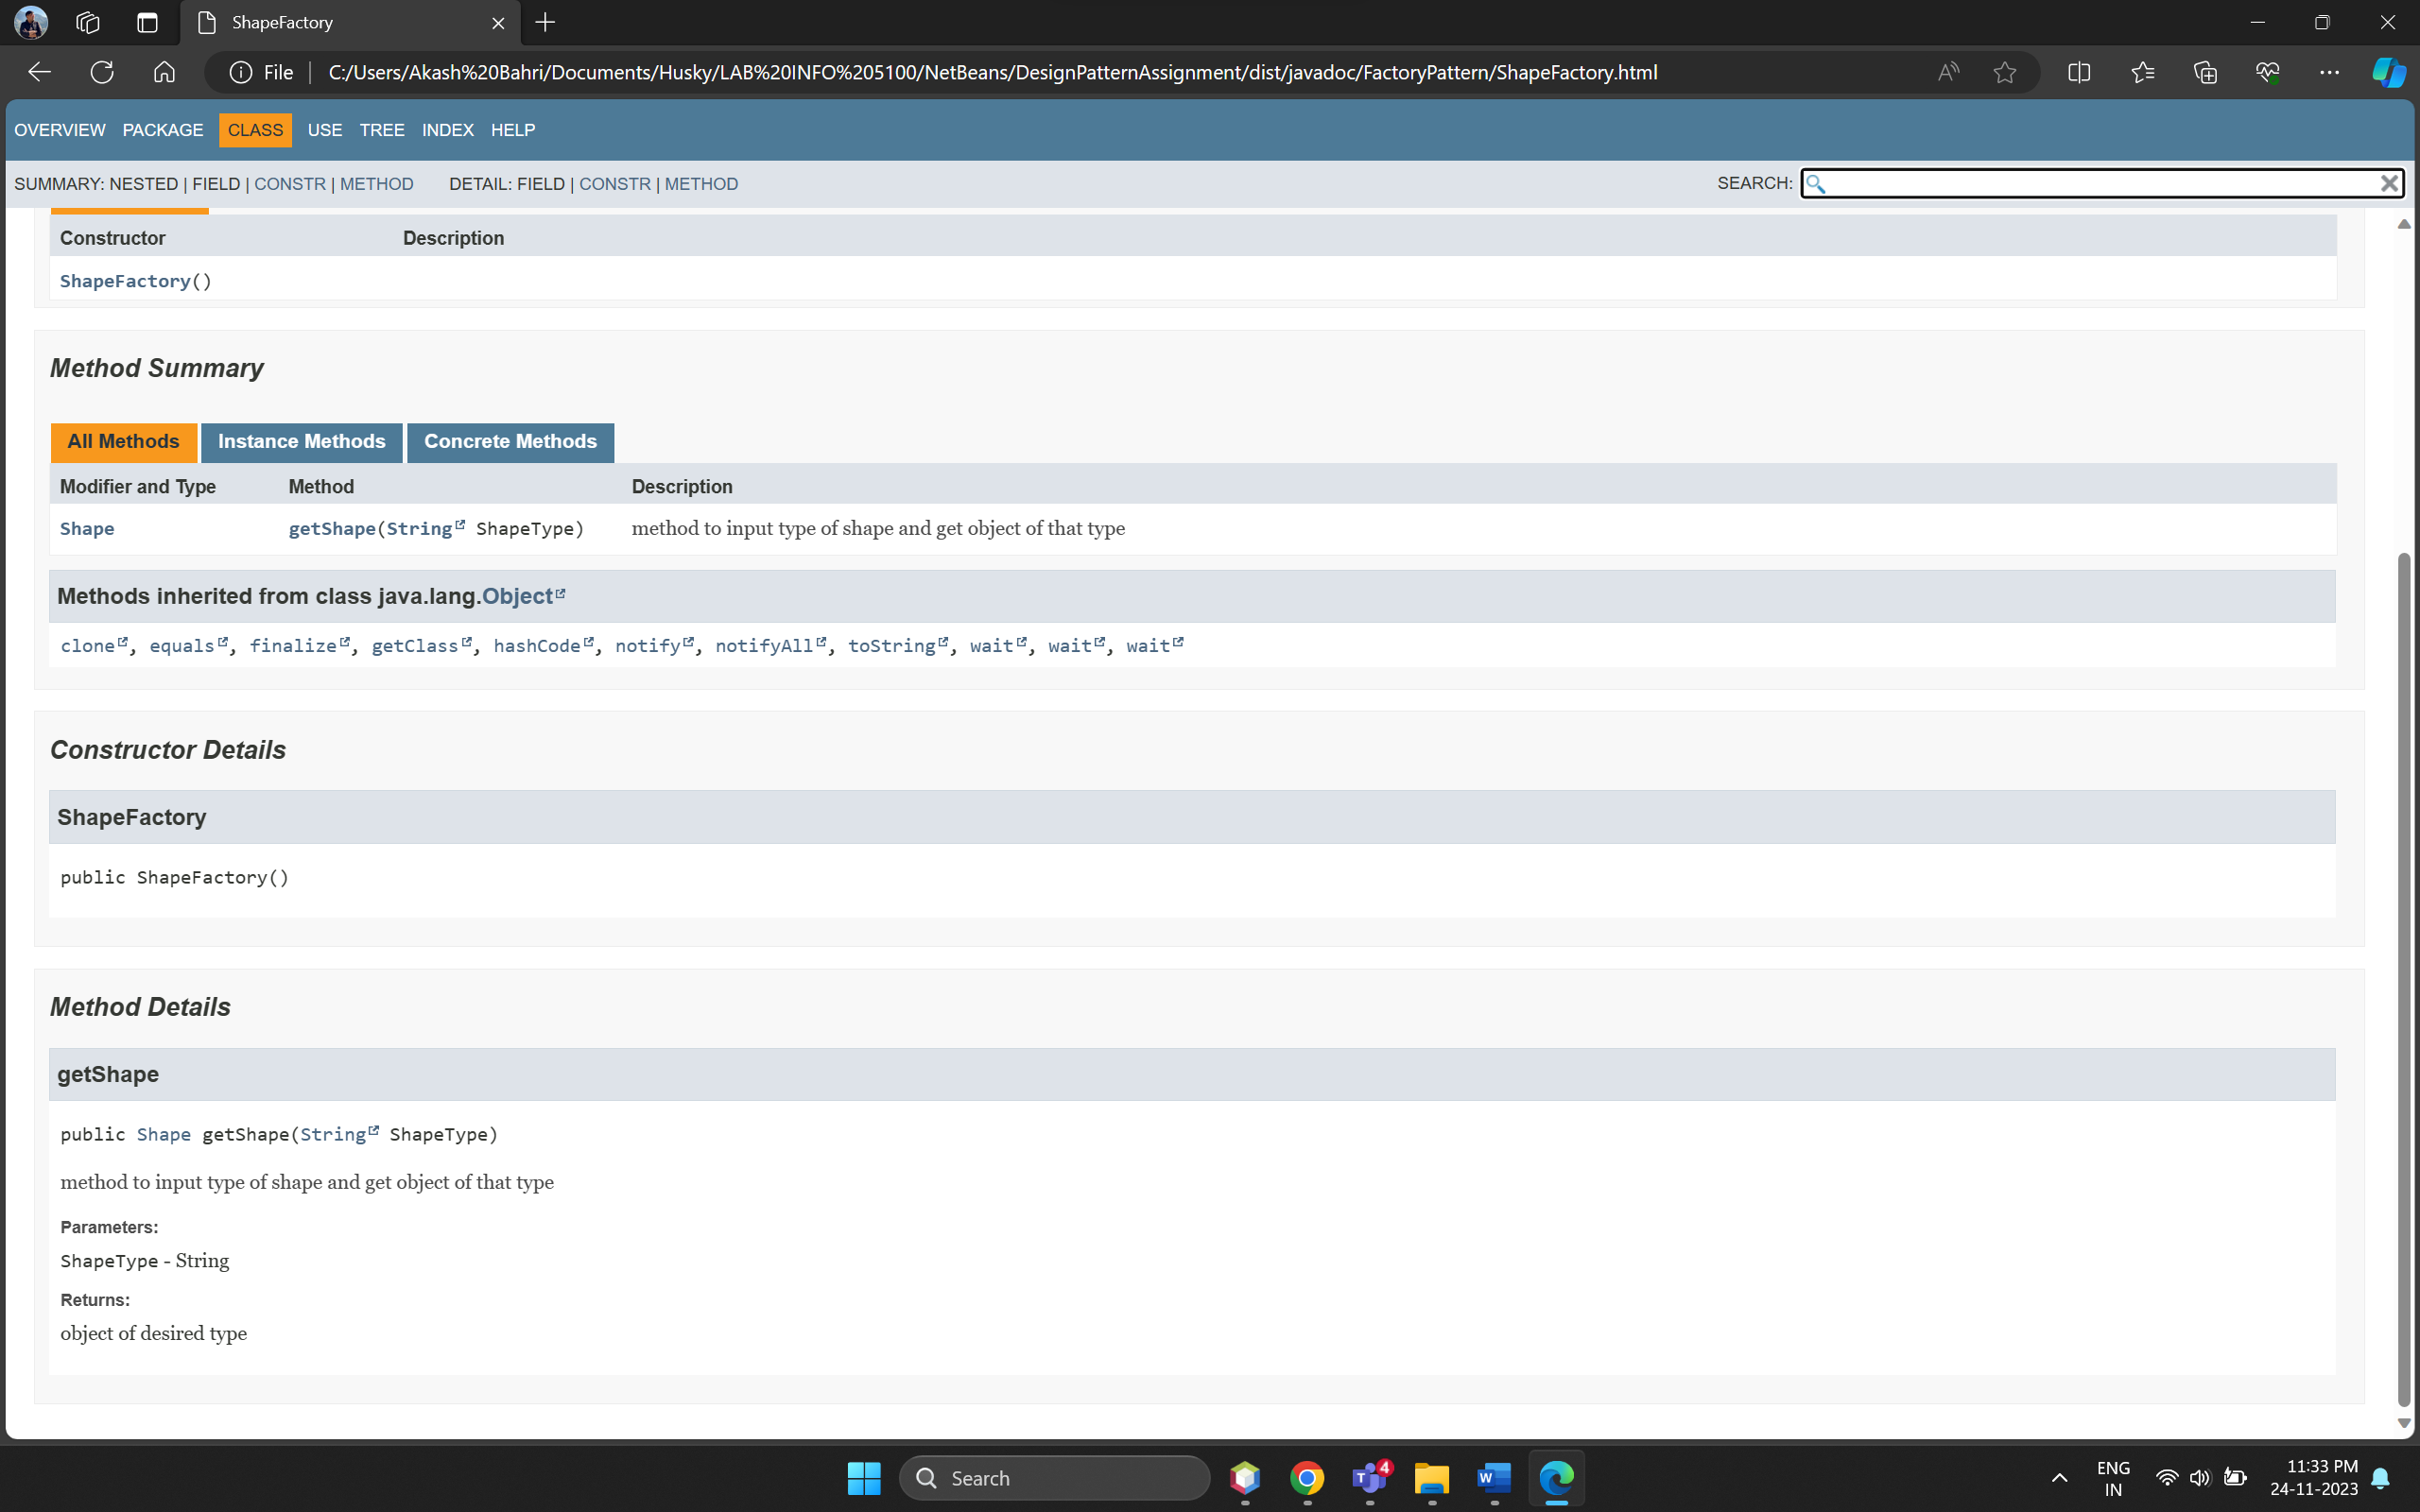 ShapeFactory
File
C:/Users/Akash%20Bahri/Documents/Husky/LAB%20INFO%205100/NetBeans/DesignPatternAssignment/dist/javadoc/FactoryPattern/ShapeFactory.html
OVERVIEW PACKAGE CLASS USE TREE INDEX HELP
SUMMARY: NESTED | FIELD | CONSTR | METHOD DETAIL: FIELD | CONSTR | METHOD SEARCH:
Constructor Description
ShapeFactory()
Method Summary
All Methods Instance Methods Concrete Methods
Modifier and Type Method Description
Shape getShape(String ShapeType) method to input type of shape and get object of that type
Methods inherited from class java.lang.Object
clone, equals, finalize, getClass, hashCode, notify, notifyAll, toString, wait, wait, wait
Constructor Details
ShapeFactory
public ShapeFactory()
Method Details
getShape
public Shape getShape(String ShapeType)
method to input type of shape and get object of that type
Parameters:
ShapeType - String
Returns:
object of desired type
Search
4
ENG
IN
11:33 PM
24-11-2023